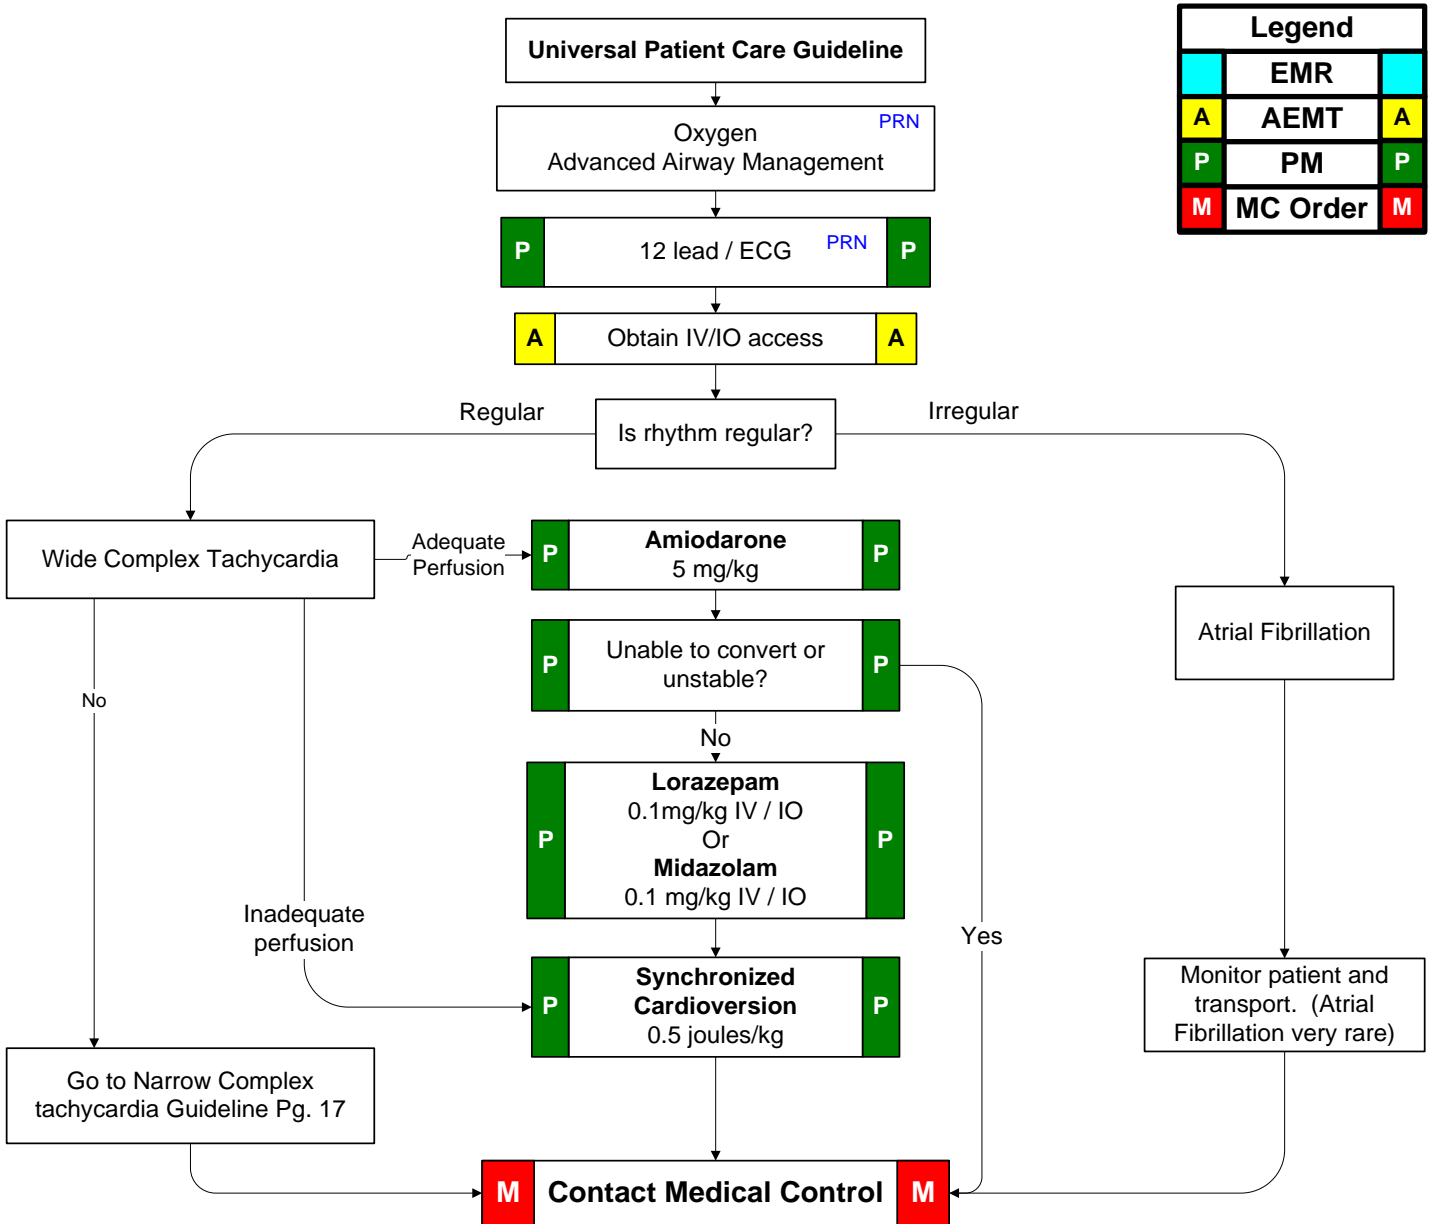 Universal Patient Care Guideline
Legend
EMR
A AEMT A
P PM P
M MC Order M
Oxygen PRN
Advanced Airway Management
P 12 lead / ECG PRN P
A Obtain IV/IO access A
Regular
Is rhythm regular?
Irregular
Wide Complex Tachycardia
Adequate
Perfusion
P Amiodarone P
5 mg/kg
P Unable to convert or P
unstable?
Atrial Fibrillation
No
No
Lorazepam
0.1mg/kg IV / IO
P Or P
Midazolam
0.1 mg/kg IV / IO
Inadequate
perfusion
Yes
P Synchronized P
Cardioversion
0.5 joules/kg
Monitor patient and
transport. (Atrial
Fibrillation very rare)
Go to Narrow Complex
tachycardia Guideline Pg. 17
M Contact Medical Control M